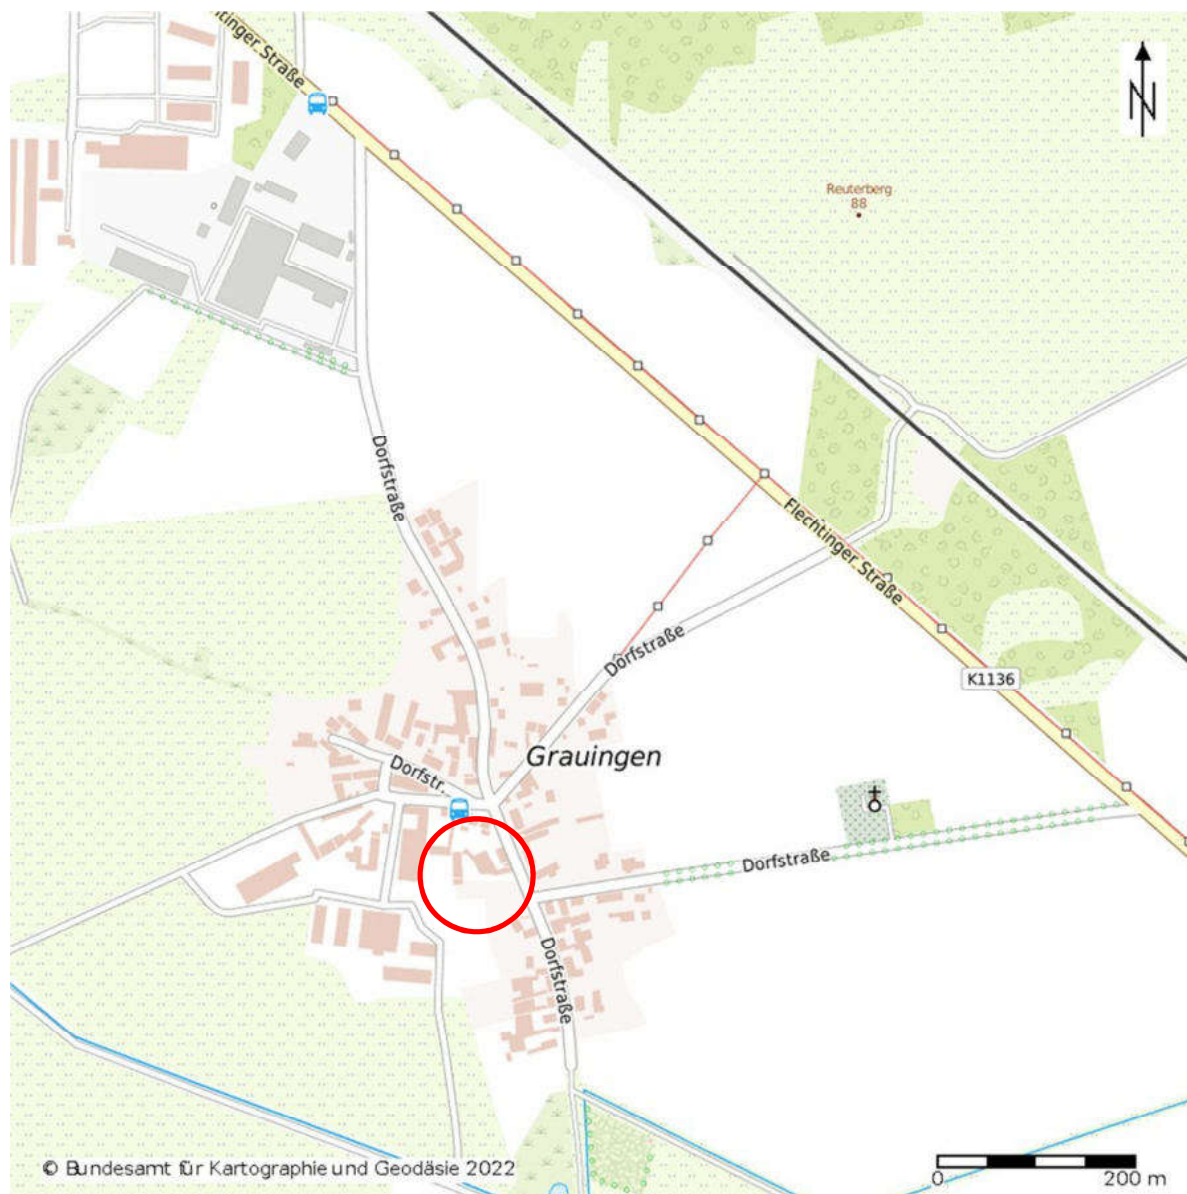 htinger Straße
N
Reuterberg
88
Dorfstraße
Flechtinger Straße
Dorfstraße
K1136
Grauingen
Dorfstr.
Dorfstraße
Dorfstraße
© Bundesamt für Kartographie und Geodäsie 2022
0 200 m